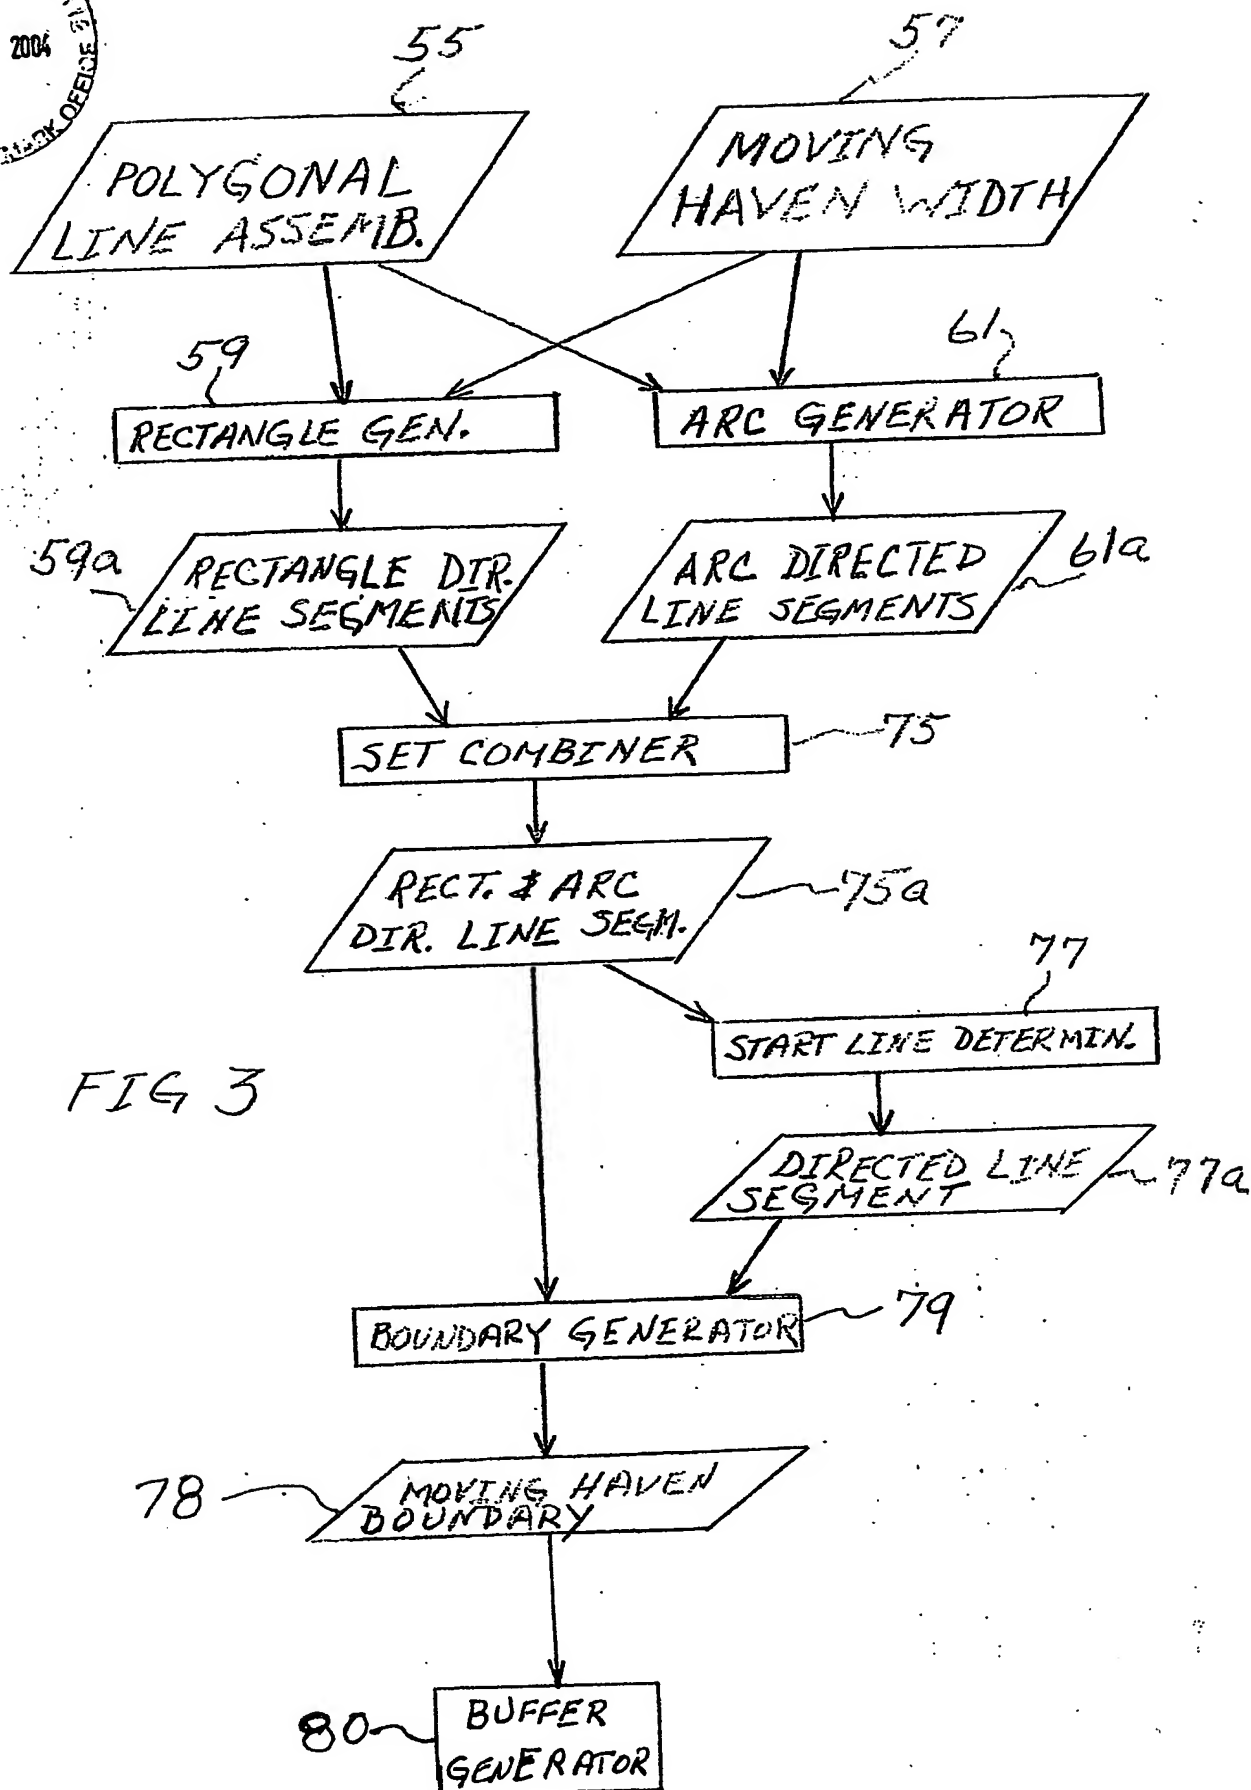 2004
MARK OFFICE
55
57
POLYGONAL
LINE ASSEMB.
MOVING
HAVEN WIDTH
59
61
RECTANGLE GEN.
ARC GENERATOR
59a
RECTANGLE DIR.
LINE SEGMENTS
ARC DIRECTED
LINE SEGMENTS
61a
SET COMBINER
75
RECT. & ARC
DIR. LINE SEGM.
75a
77
START LINE DETERMIN.
FIG 3
DIRECTED LINE
SEGMENT
77a
BOUNDARY GENERATOR
79
78
MOVING HAVEN
BOUNDARY
80
BUFFER
GENERATOR